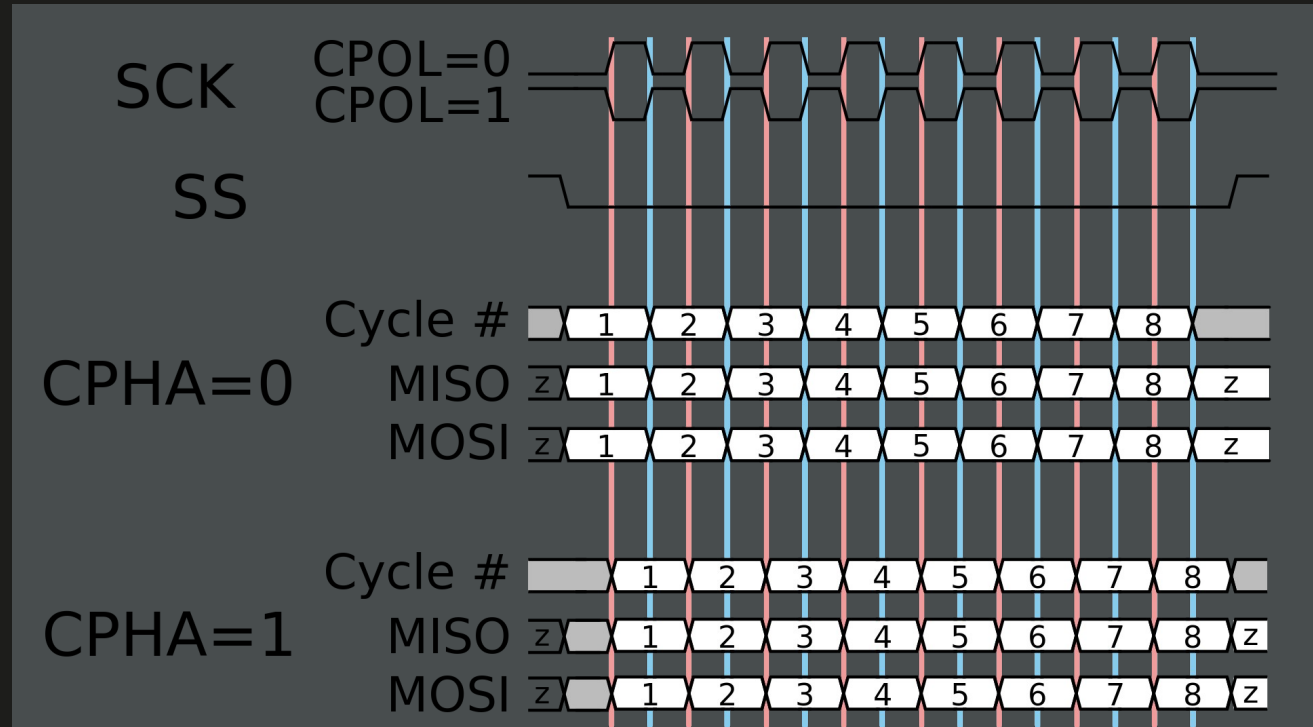 SCK CPOL=0
CPOL=1
SS
Cycle # 1 2 3 4 5 6 7 8
CPHA=0 MISO z 1 2 3 4 5 6 7 8 z
MOSI z 1 2 3 4 5 6 7 8 z
Cycle # 1 2 3 4 5 6 7 8
CPHA=1 MISO z 1 2 3 4 5 6 7 8 z
MOSI z 1 2 3 4 5 6 7 8 z